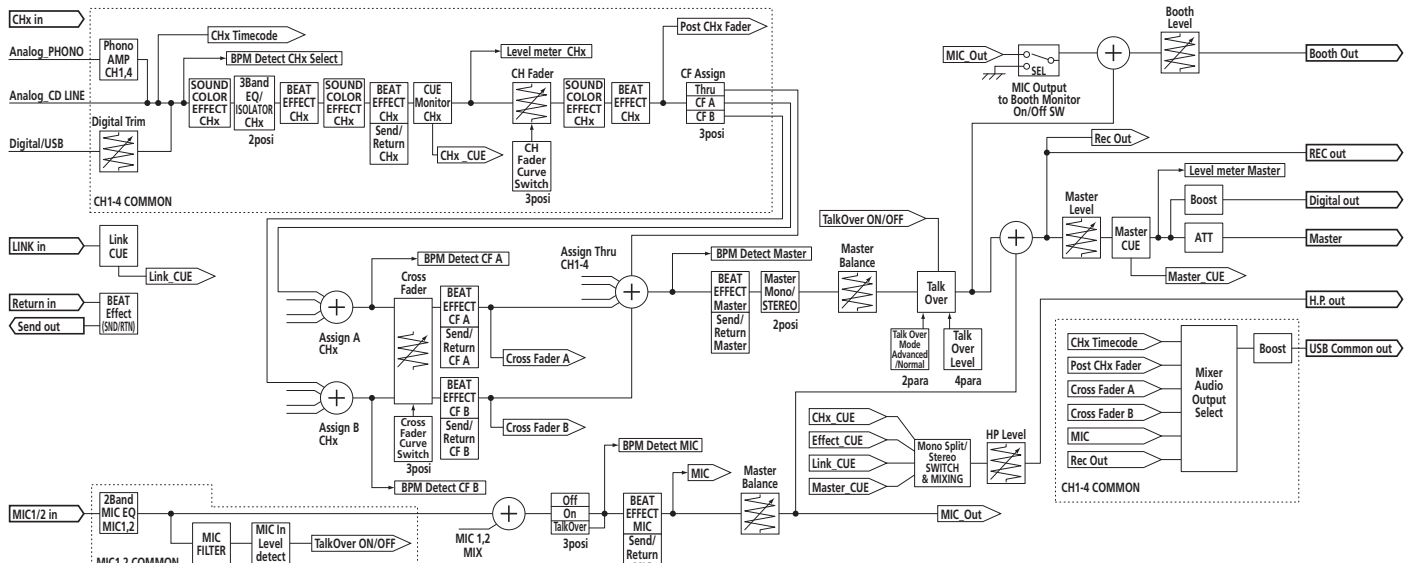 CHx in
Analog_PHONO
Phono
AMP
CH1,4
CHx Timecode
BPM Detect CHx Select
Analog_CD LINE
Digital Trim
Digital/USB
SOUND
COLOR
EFFECT
CHx
3Band
EQ/
ISOLATOR
CHx
2posi
BEAT
EFFECT
CHx
SOUND
COLOR
EFFECT
CHx
BEAT
EFFECT
CHx
Send/
Return
CHx
CUE
Monitor
CHx
CHx _CUE
Level meter CHx
CH Fader
CH
Fader
Curve
Switch
3posi
SOUND
COLOR
EFFECT
CHx
BEAT
EFFECT
CHx
Post CHx Fader
CF Assign
Thru
CF A
CF B
3posi
CH1-4 COMMON
MIC_Out
SEL
MIC Output
to Booth Monitor
On/Off SW
Booth
Level
Booth Out
Rec Out
REC out
Level meter Master
Boost
Digital out
Master
Level
Master
CUE
ATT
Master
Master_CUE
LINK in
Link
CUE
Link_CUE
Return in
Send out
BEAT
Effect
(SND/RTN)
Assign A
CHx
BPM Detect CF A
Cross
Fader
BEAT
EFFECT
CF A
Send/
Return
CF A
Cross Fader A
Assign B
CHx
BEAT
EFFECT
CF B
Send/
Return
CF B
Cross Fader B
Cross
Fader
Curve
Switch
3posi
BPM Detect CF B
Assign Thru
CH1-4
BPM Detect Master
BEAT
EFFECT
Master
Send/
Return
Master
Master
Mono/
STEREO
2posi
Master
Balance
TalkOver ON/OFF
Talk
Over
Talk Over
Mode
Advanced
/Normal
2para
Talk
Over
Level
4para
H.P. out
CHx Timecode
Post CHx Fader
Cross Fader A
Cross Fader B
MIC
Rec Out
Mixer
Audio
Output
Select
Boost
USB Common out
CH1-4 COMMON
CHx_CUE
Effect_CUE
Link_CUE
Master_CUE
Mono Split/
Stereo
SWITCH
& MIXING
HP Level
MIC1/2 in
2Band
MIC EQ
MIC1,2
MIC
FILTER
MIC In
Level
detect
TalkOver ON/OFF
MIC1,2 COMMON
MIC 1,2
MIX
Off
On
TalkOver
3posi
BPM Detect MIC
BEAT
EFFECT
MIC
Send/
Return
MIC
Master
Balance
MIC_Out